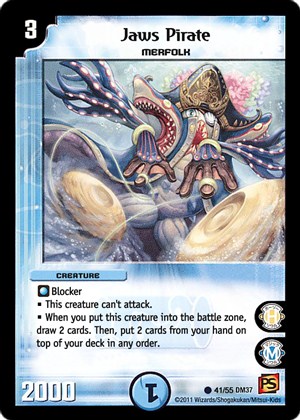 3
Jaws Pirate
MERFOLK
CREATURE
Blocker
▪ This creature can't attack.
▪ When you put this creature into the battle zone,
draw 2 cards. Then, put 2 cards from your hand on
top of your deck in any order.
H
M
2000
41/55 DM37
PS
©2011 Wizards/Shogakukan/Mitsui-Kids